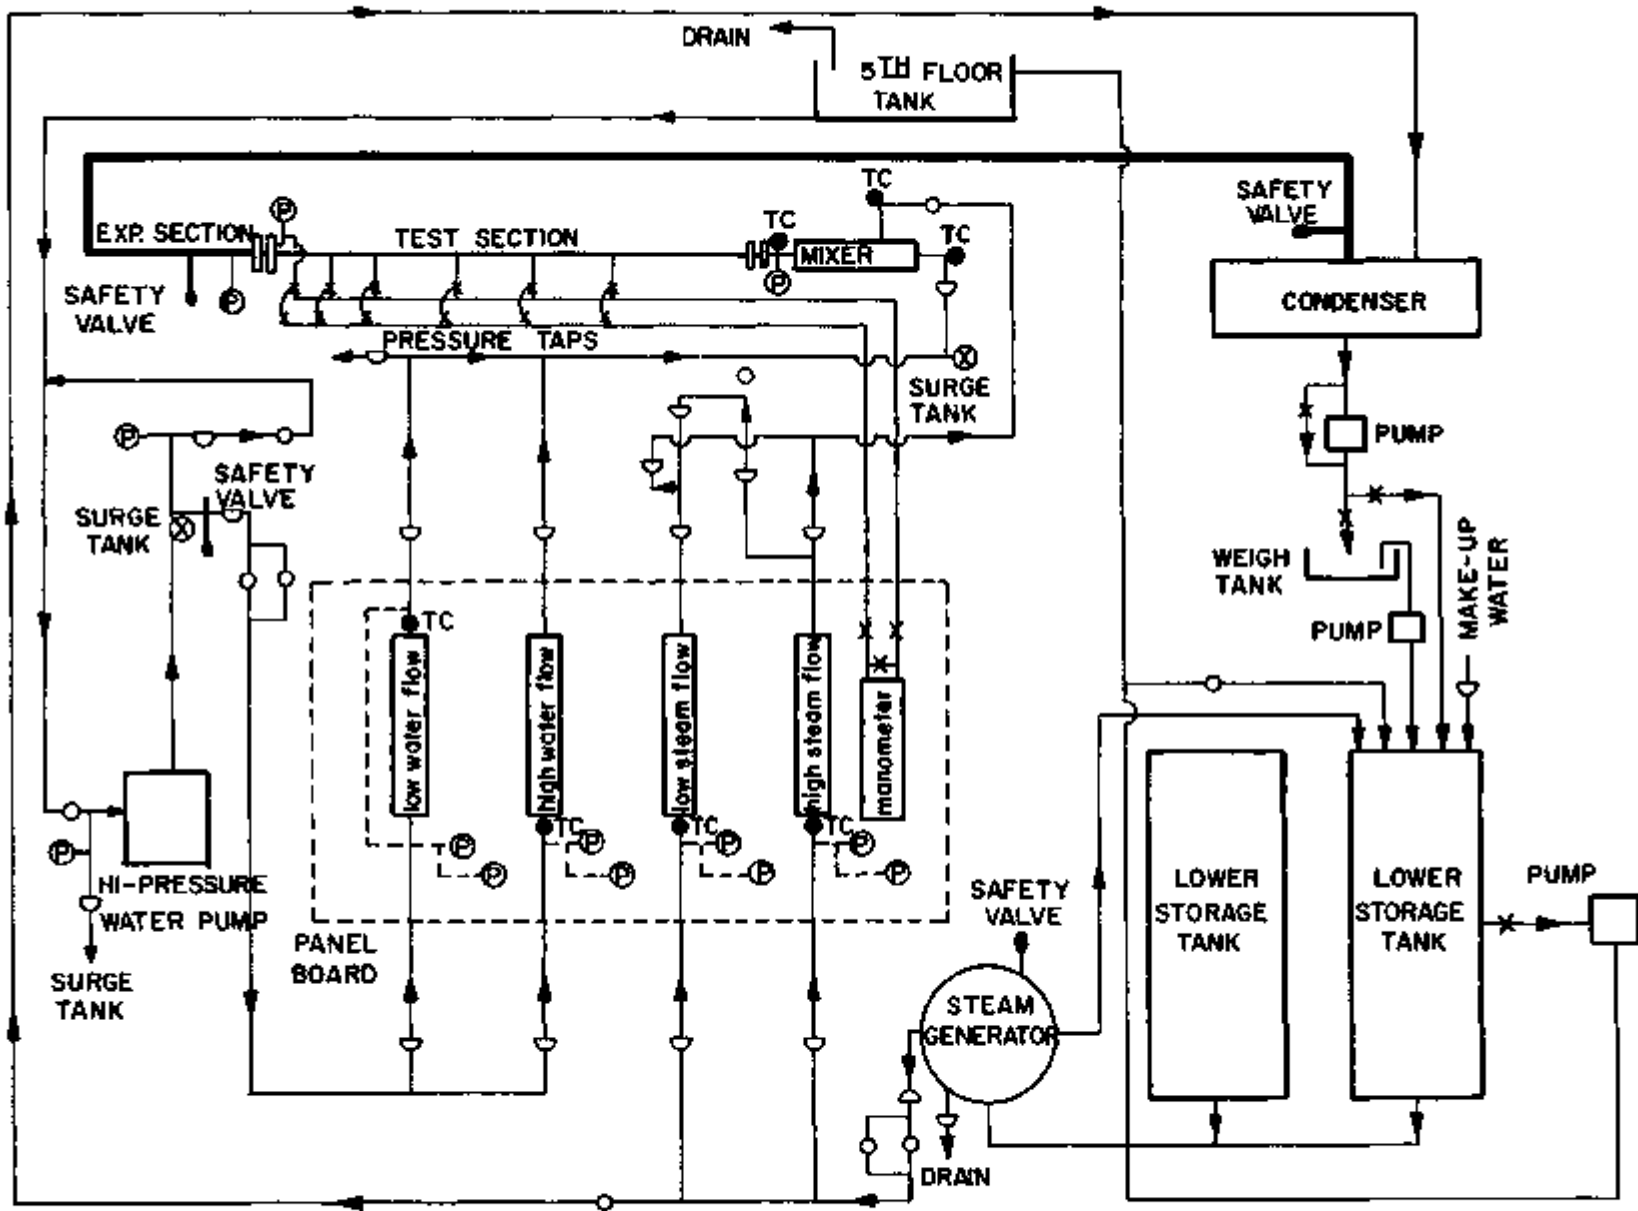 DRAIN
5TH FLOOR
TANK
TC
SAFETY
VALVE
P
TC
TC
EXP. SECTION
TEST SECTION
MIXER
P
P
SAFETY
VALVE
CONDENSER
PRESSURE TAPS
X
SURGE
TANK
P
PUMP
SAFETY
VALVE
SURGE
TANK
X
WEIGH
TANK
MAKE-UP
WATER
PUMP
TC
low water flow
high water flow
low steam flow
high steam flow
manometer
TC
TC
TC
P
P
P
P
P
P
P
P
P
HI-PRESSURE
WATER PUMP
SURGE
TANK
PANEL
BOARD
SAFETY
VALVE
STEAM
GENERATOR
DRAIN
LOWER
STORAGE
TANK
LOWER
STORAGE
TANK
PUMP